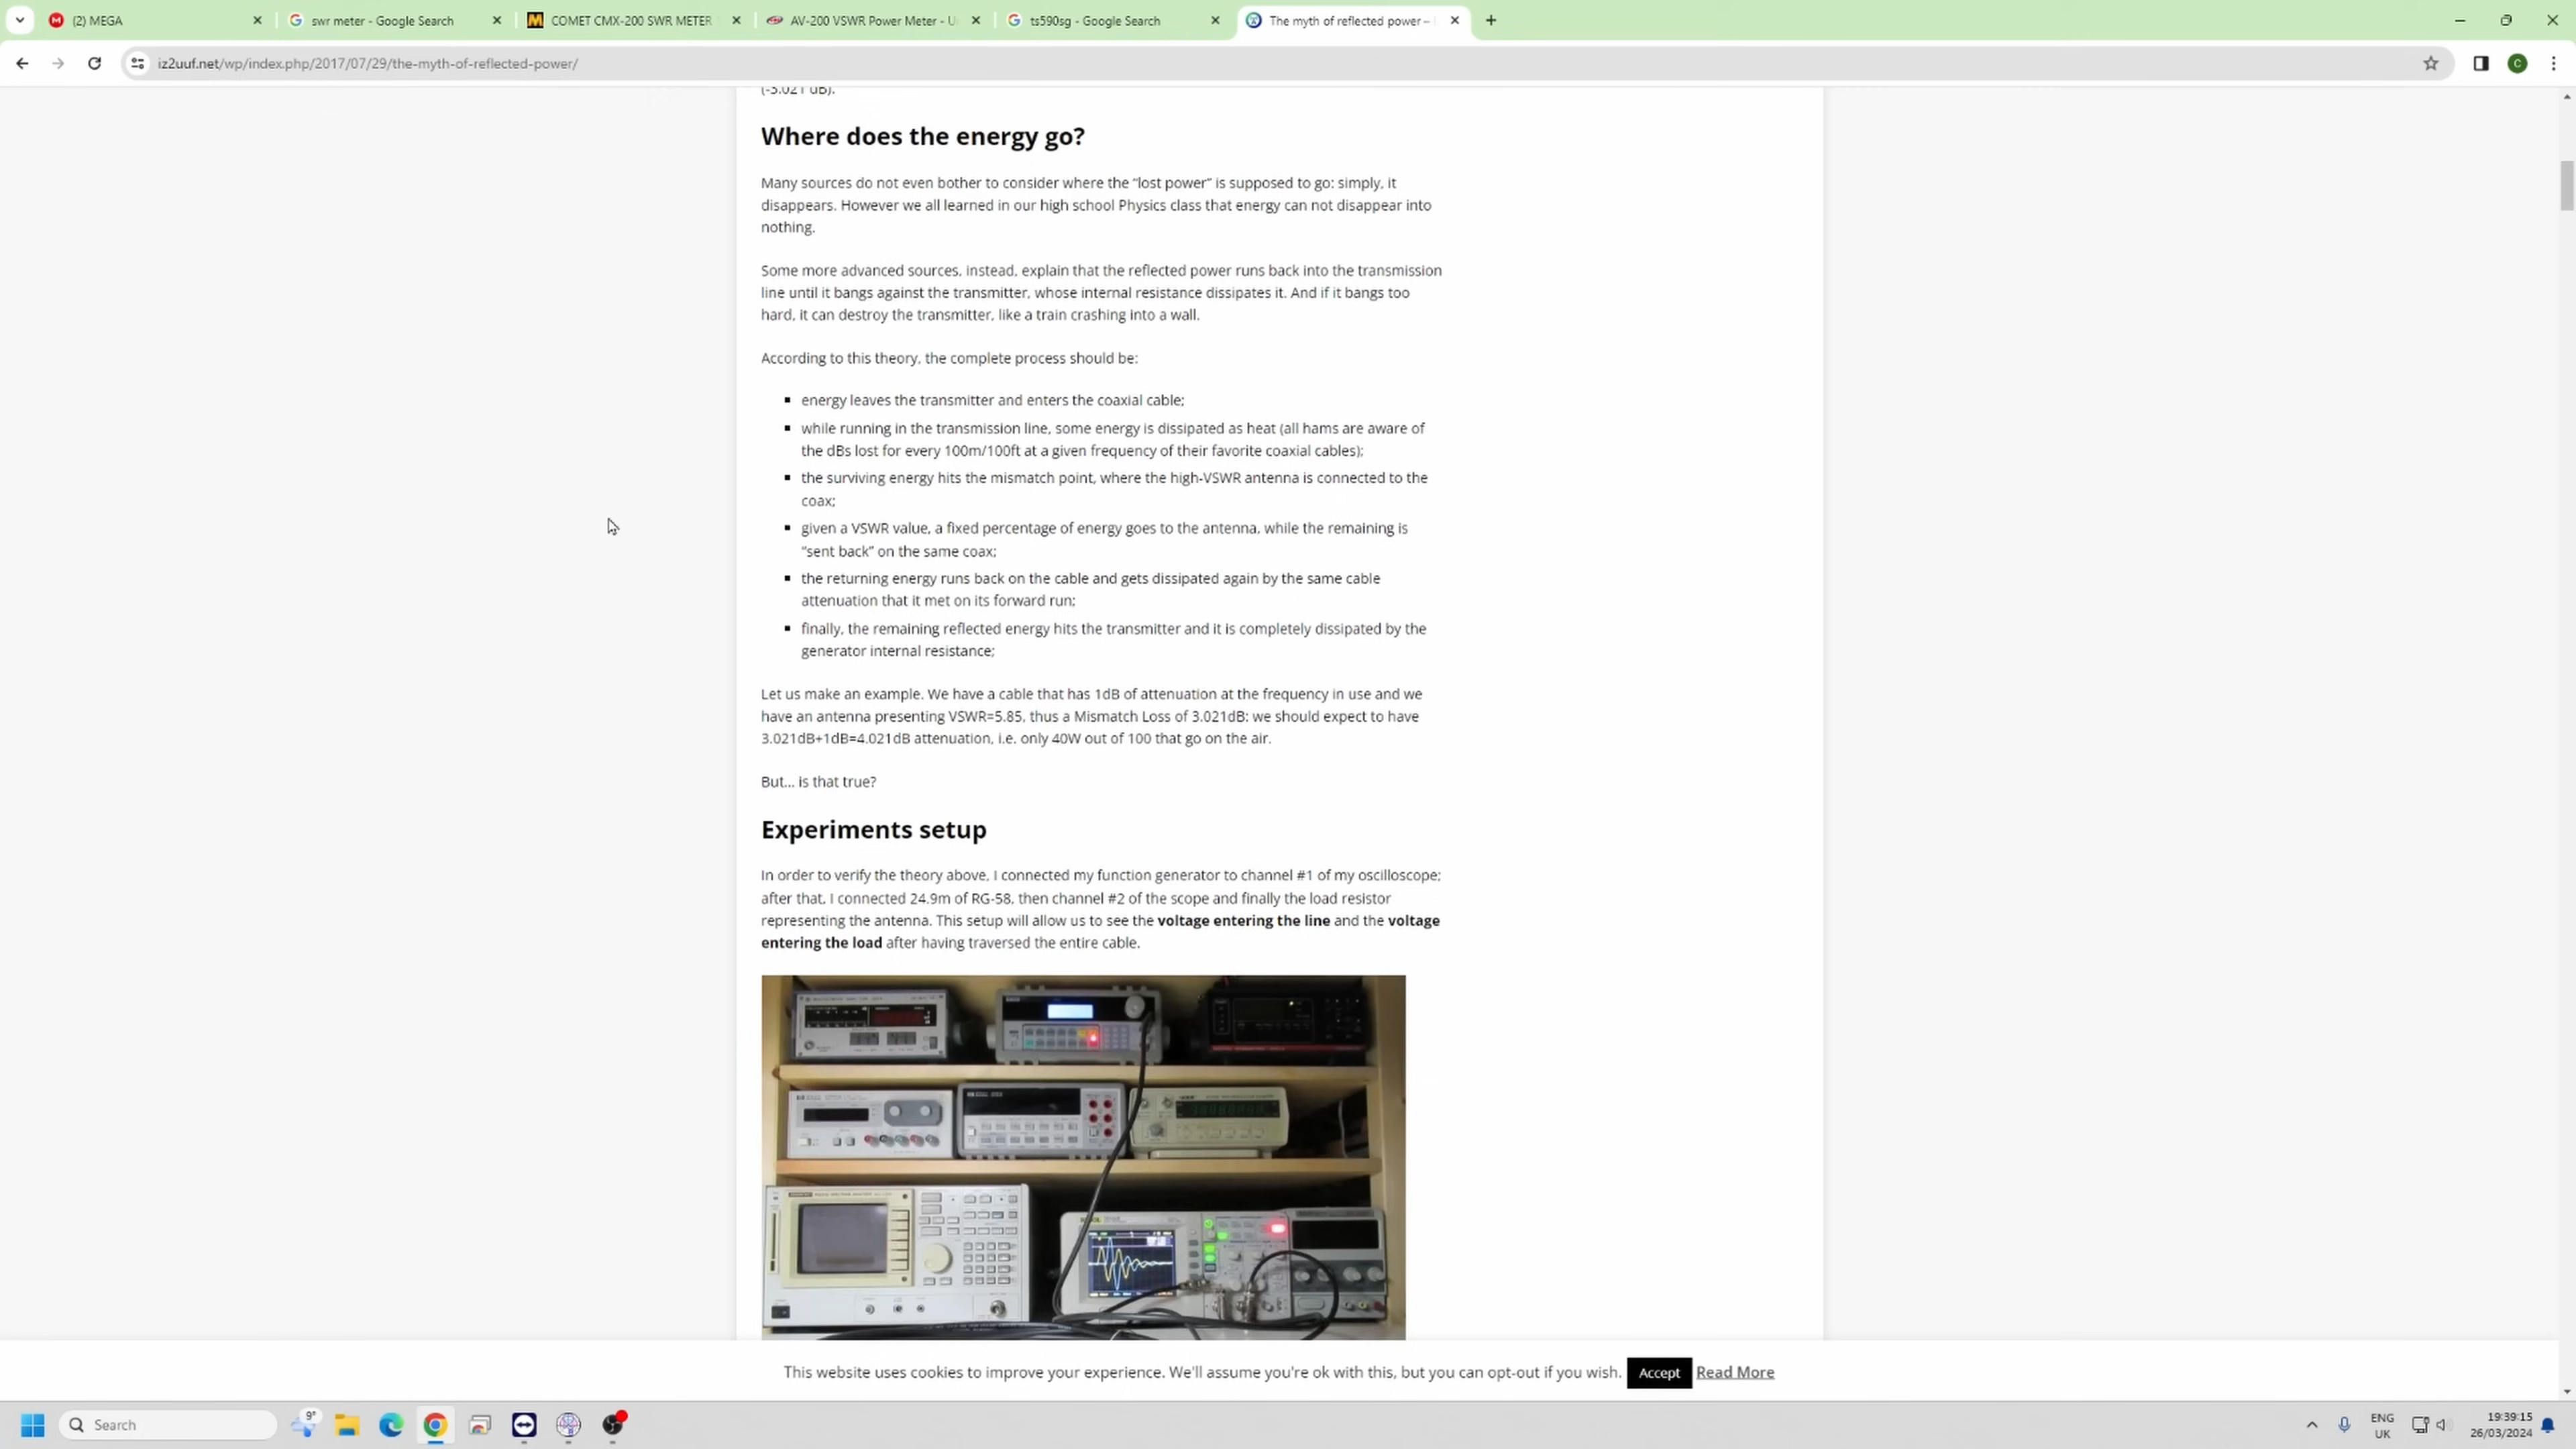 (2) MEGA
swr meter - Google Search
COMET CMX-200 SWR METER
AV-200 VSWR Power Meter - U
ts590sg - Google Search
The myth of reflected power –
iz2uuf.net/wp/index.php/2017/07/29/the-myth-of-reflected-power/
C
(-3.021 dB).
Where does the energy go?
Many sources do not even bother to consider where the “lost power” is supposed to go: simply, it
disappears. However we all learned in our high school Physics class that energy can not disappear into
nothing.
Some more advanced sources, instead, explain that the reflected power runs back into the transmission
line until it bangs against the transmitter, whose internal resistance dissipates it. And if it bangs too
hard, it can destroy the transmitter, like a train crashing into a wall.
According to this theory, the complete process should be:
▪ energy leaves the transmitter and enters the coaxial cable;
▪ while running in the transmission line, some energy is dissipated as heat (all hams are aware of
the dBs lost for every 100m/100ft at a given frequency of their favorite coaxial cables);
▪ the surviving energy hits the mismatch point, where the high-VSWR antenna is connected to the
coax;
▪ given a VSWR value, a fixed percentage of energy goes to the antenna, while the remaining is
“sent back” on the same coax;
▪ the returning energy runs back on the cable and gets dissipated again by the same cable
attenuation that it met on its forward run;
▪ finally, the remaining reflected energy hits the transmitter and it is completely dissipated by the
generator internal resistance;
Let us make an example. We have a cable that has 1dB of attenuation at the frequency in use and we
have an antenna presenting VSWR=5.85, thus a Mismatch Loss of 3.021dB: we should expect to have
3.021dB+1dB=4.021dB attenuation, i.e. only 40W out of 100 that go on the air.
But... is that true?
Experiments setup
In order to verify the theory above, I connected my function generator to channel #1 of my oscilloscope;
after that, I connected 24.9m of RG-58, then channel #2 of the scope and finally the load resistor
representing the antenna. This setup will allow us to see the voltage entering the line and the voltage
entering the load after having traversed the entire cable.
This website uses cookies to improve your experience. We'll assume you're ok with this, but you can opt-out if you wish. Accept Read More
9°
Search
ENG
UK
19:39:15
26/03/2024